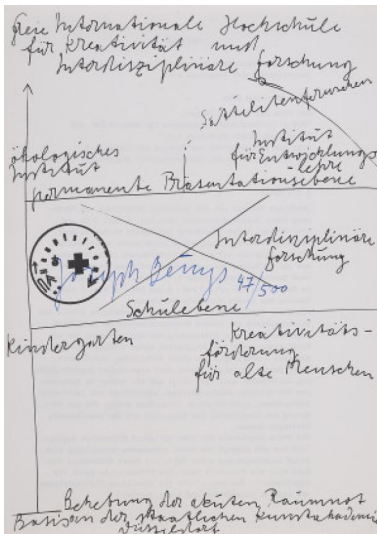 freie Internationale Hochschule
für Kreativität und
Interdisziplinäre Forschung
Satelitenfernsehen
ökologisches
Institut
Institut
für Entwicklungs
lehre
permanente Präsentationsebene
Interdisziplinäre
Forschung
Joseph Beuys 47/500
Schulebene
Kindergarten
Kreativitäts-
förderung
für alte Menschen
Behebung der akuten Raumnot
Basis an der staatlichen Kunstakademie
Düsseldorf